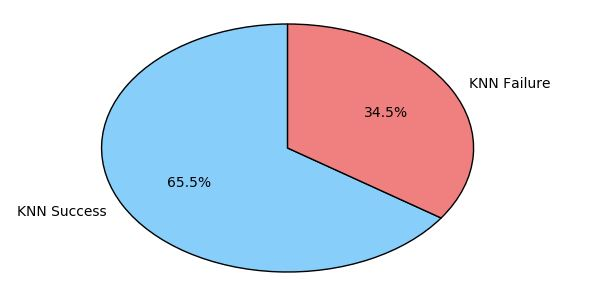 KNN Failure
34.5%
65.5%
KNN Success